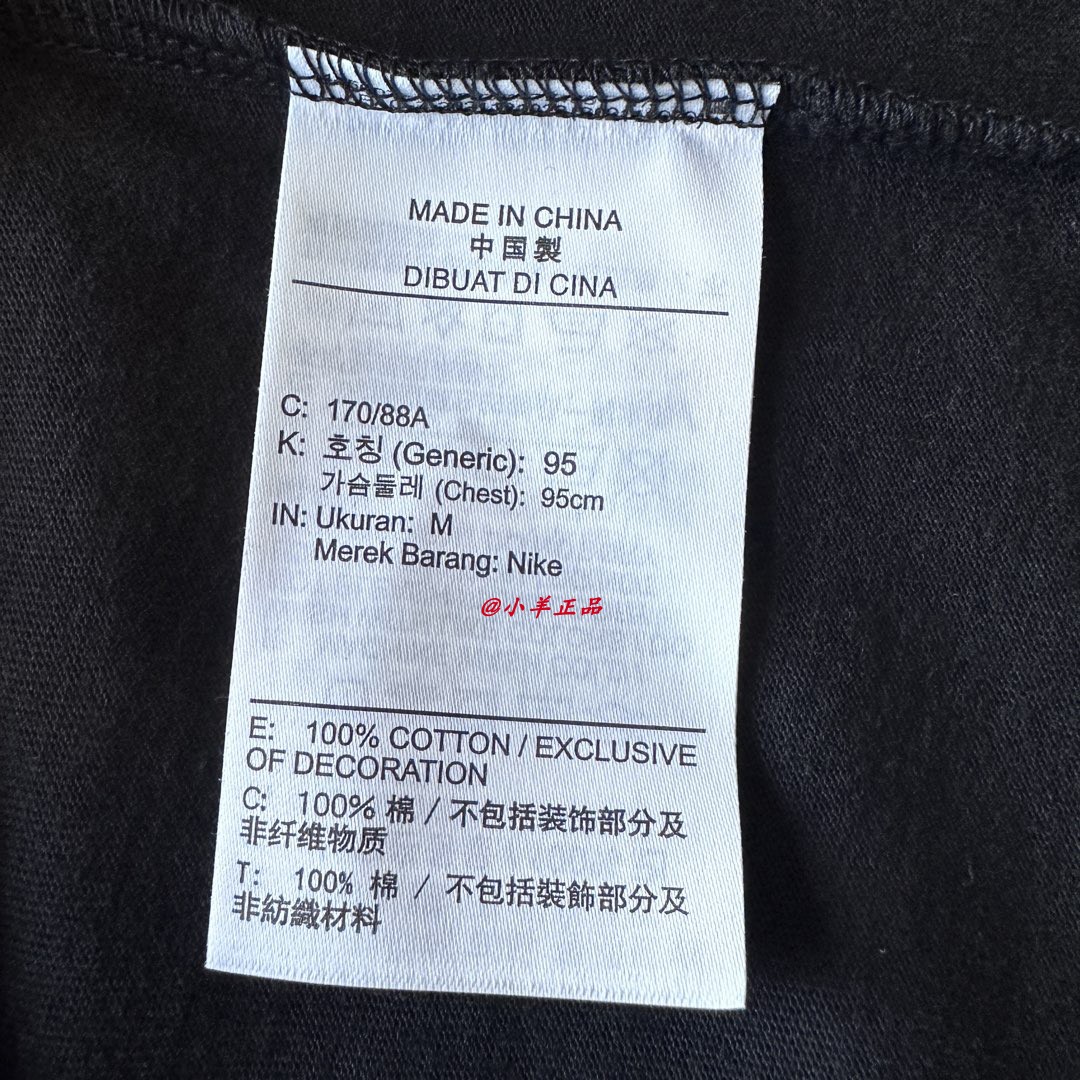 MADE IN CHINA
中国製
DIBUAT DI CINA
C: 170/88A
K: 호칭 (Generic): 95
가슴둘레 (Chest): 95cm
IN: Ukuran: M
Merek Barang: Nike
@小羊正品
E: 100% COTTON / EXCLUSIVE
OF DECORATION
C: 100% 棉 / 不包括装饰部分及
非纤维物质
T: 100% 棉 / 不包括裝飾部分及
非紡織材料